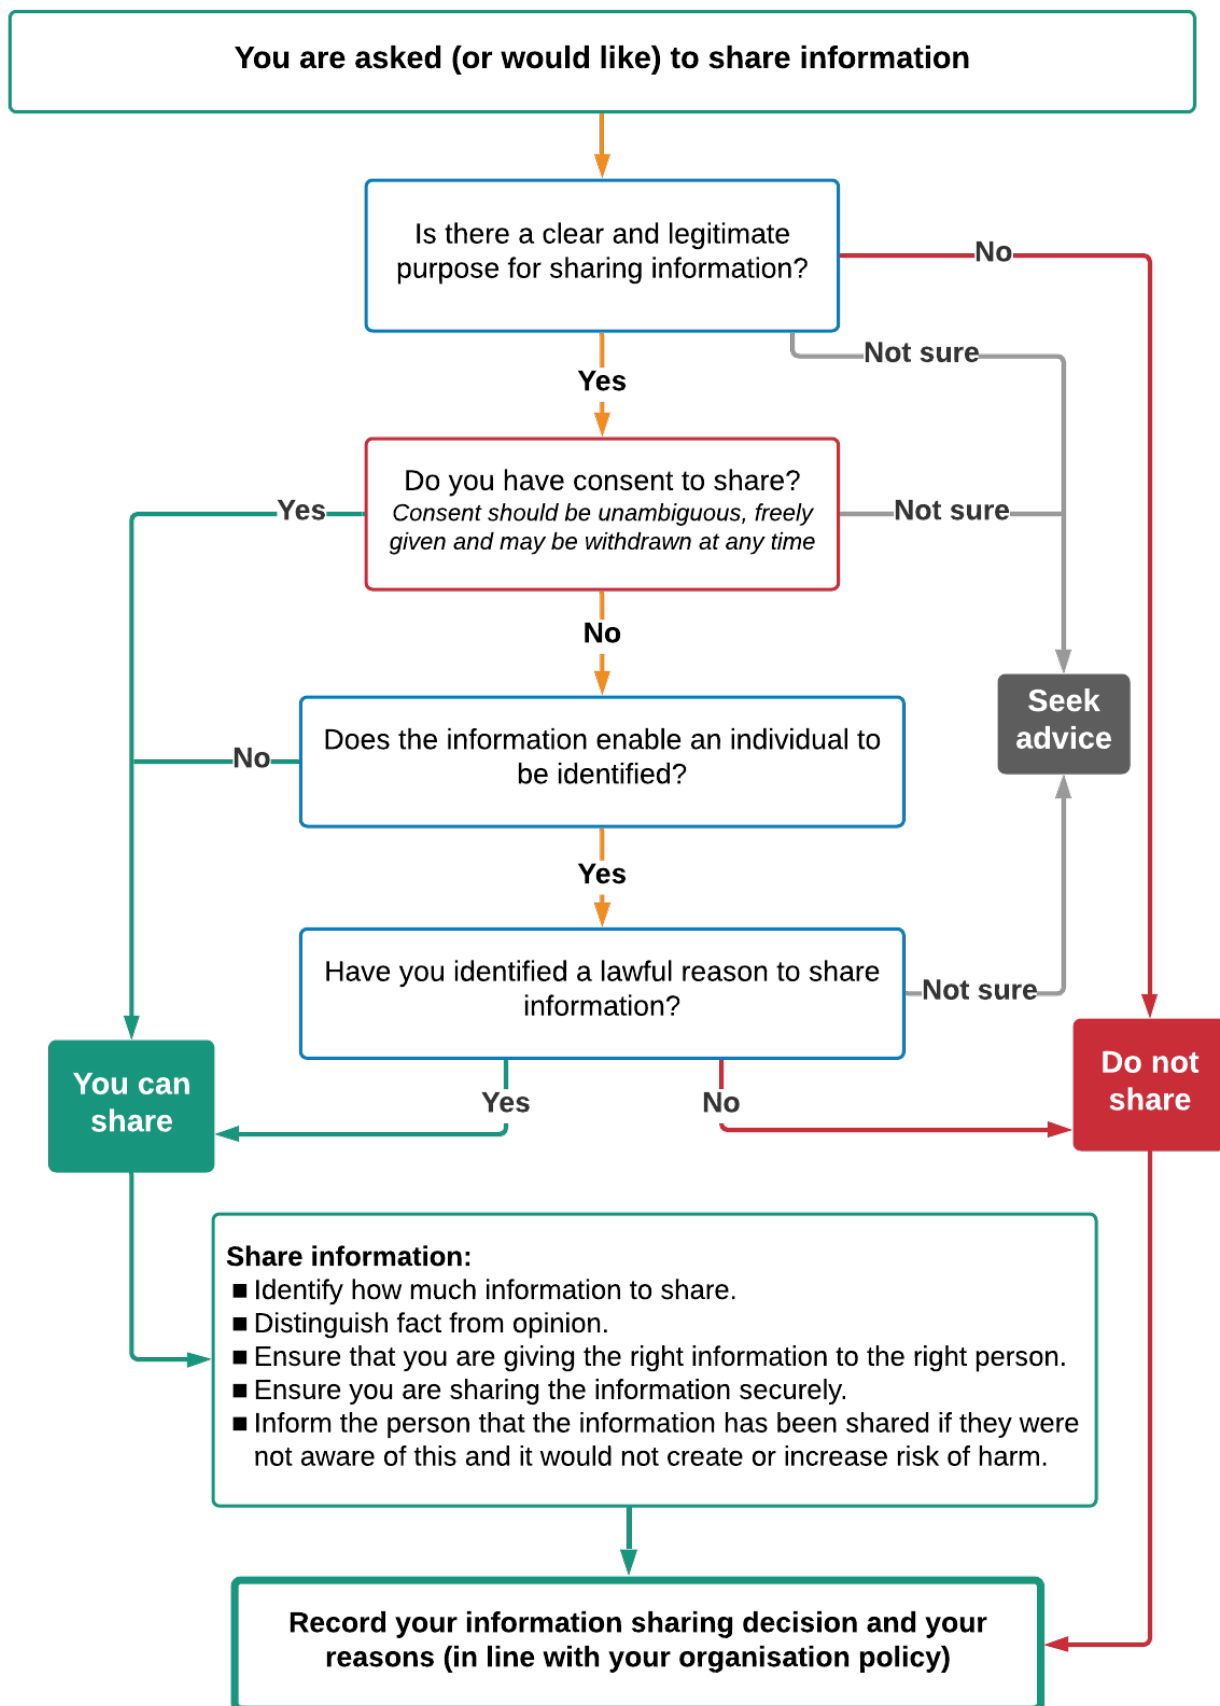 You are asked (or would like) to share information
Is there a clear and legitimate
purpose for sharing information?
No
Not sure
Yes
Do you have consent to share?
Consent should be unambiguous, freely
given and may be withdrawn at any time
Yes
Not sure
No
Seek
advice
Does the information enable an individual to
be identified?
No
Yes
Have you identified a lawful reason to share
information?
Not sure
You can
share
Yes
No
Do not
share
Share information:
■ Identify how much information to share.
■ Distinguish fact from opinion.
■ Ensure that you are giving the right information to the right person.
■ Ensure you are sharing the information securely.
■ Inform the person that the information has been shared if they were
not aware of this and it would not create or increase risk of harm.
Record your information sharing decision and your
reasons (in line with your organisation policy)